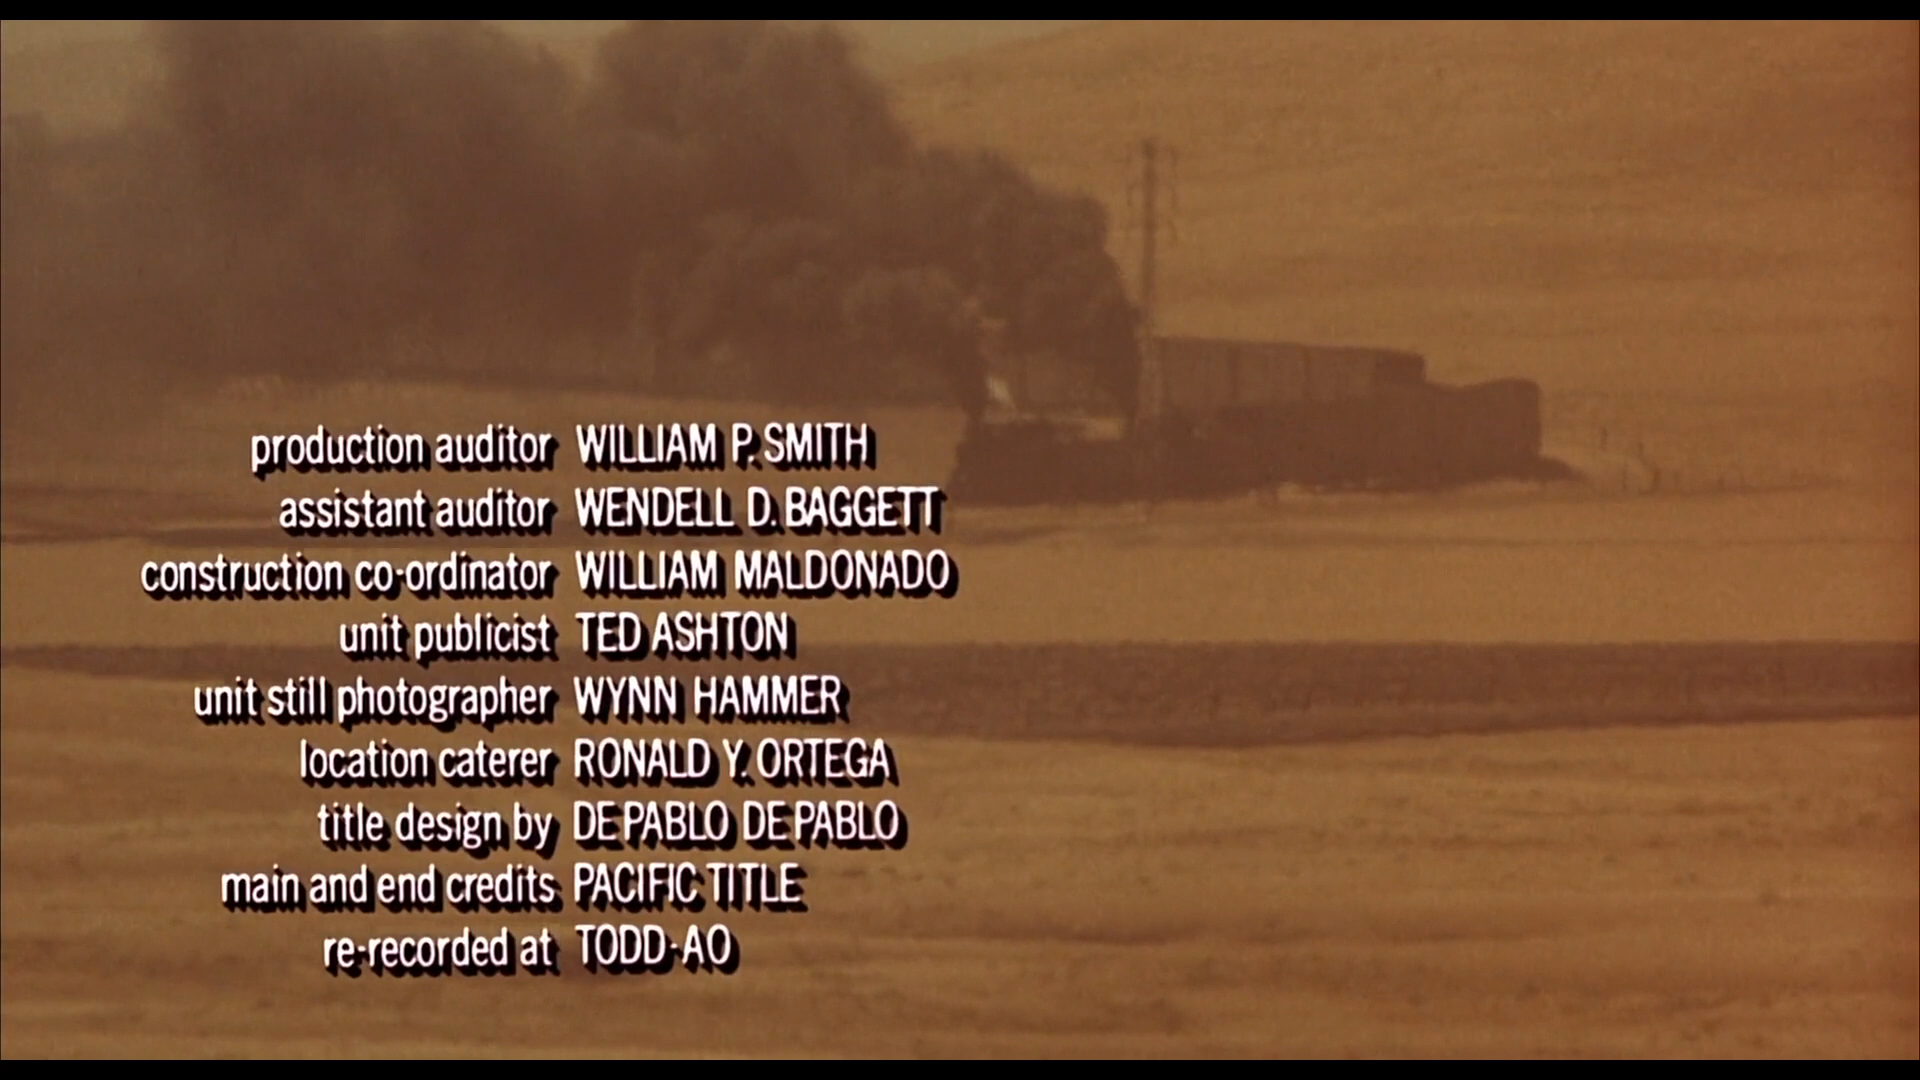 production auditor WILLIAM P. SMITH
assistant auditor WENDELL D. BAGGETT
construction co-ordinator WILLIAM MALDONADO
unit publicist TED ASHTON
unit still photographer WYNN HAMMER
location caterer RONALD Y. ORTEGA
title design by DE PABLO DE PABLO
main and end credits PACIFIC TITLE
re-recorded at TODD-AO